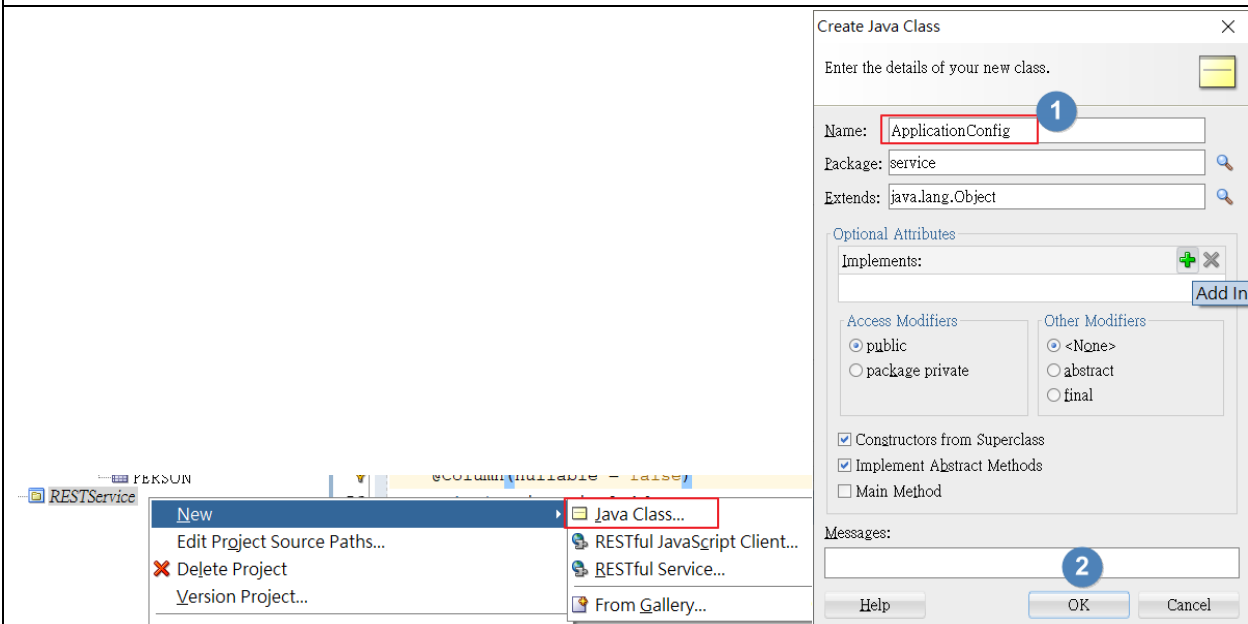 PERSON
@Column(nullable = false)
RESTService
New
Java Class...
Edit Project Source Paths...
RESTful JavaScript Client...
Delete Project
RESTful Service...
Version Project...
From Gallery...
Create Java Class
Enter the details of your new class.
1
Name: ApplicationConfig
Package: service
Extends: java.lang.Object
Optional Attributes
Implements:
Add In
Access Modifiers
Other Modifiers
public
<None>
package private
abstract
final
Constructors from Superclass
Implement Abstract Methods
Main Method
Messages:
2
Help OK Cancel